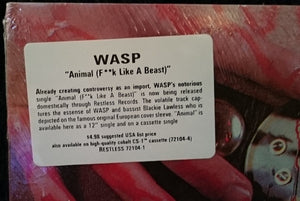 WASP
"Animal (F**k Like A Beast)"
Already creating controversy as an import, WASP's notorious
single "Animal (F**k Like A Beast)" is now being released
domestically through Restless Records. The volatile track cap-
tures the essence of WASP and bassist Blackie Lawless who is
depicted on the famous original European cover sleeve. "Animal" is
available here as a 12" single and on a cassette single
$4.98 suggested USA list price
also available on high-quality cobalt CS-1™ cassette (72104-4)
RESTLESS 72104-1